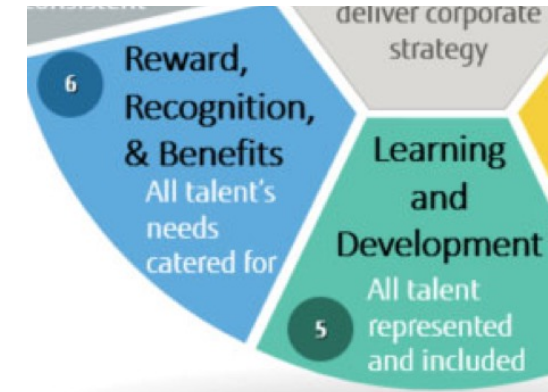 deliver corporate
strategy
6
Reward,
Recognition,
& Benefits
All talent's
needs
catered for
Learning
and
Development
5
All talent
represented
and included